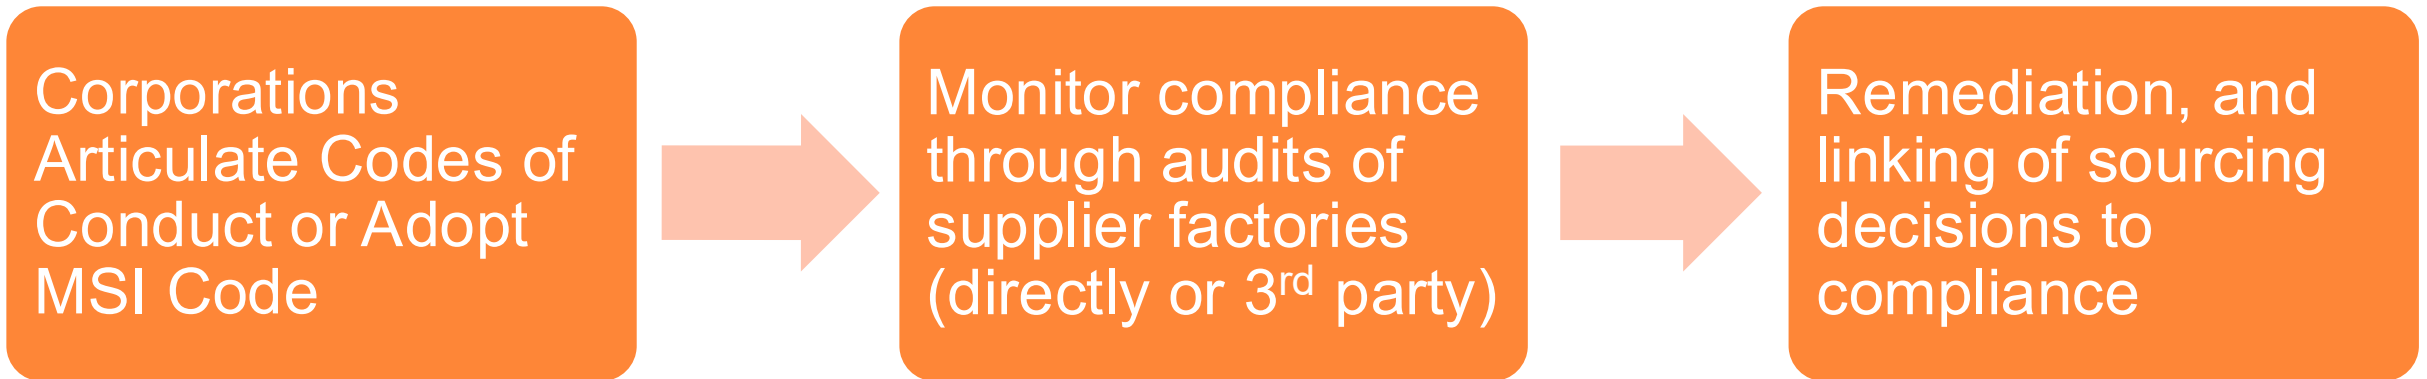 Corporations
Articulate Codes of
Conduct or Adopt
MSI Code
Monitor compliance
through audits of
supplier factories
(directly or 3rd party)
Remediation, and
linking of sourcing
decisions to
compliance